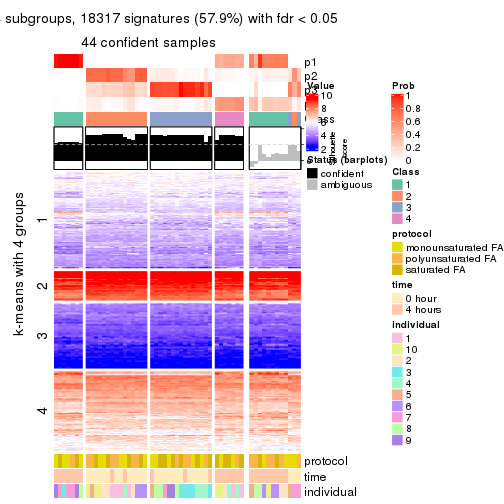 subgroups, 18317 signatures (57.9%) with fdr < 0.05
44 confident samples
p1
p2
p3
Value
10
8
6
4
2
Silhouette
score
Status (barplots)
confident
ambiguous
Prob
1
0.8
0.6
0.4
0.2
0
Class
1
2
3
4
protocol
monounsaturated FA
polyunsaturated FA
saturated FA
time
0 hour
4 hours
individual
1
10
2
3
4
5
6
7
8
9
k-means with 4 groups
1
2
3
4
protocol
time
individual